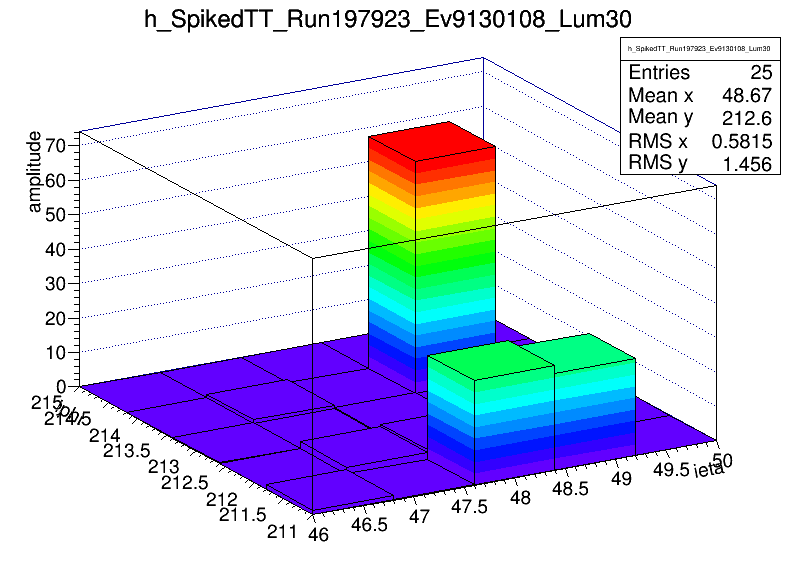 h_SpikedTT_Run197923_Ev9130108_Lum30
h_SpikedTT_Run197923_Ev9130108_Lum30
Entries 25
Mean x 48.67
Mean y 212.6
RMS x 0.5815
RMS y 1.456
amplitude
70
60
50
40
30
20
10
0
215
214.5
214
213.5
213
212.5
212
211.5
211
46
46.5
47
47.5
48
48.5
49
49.5
50
ieta